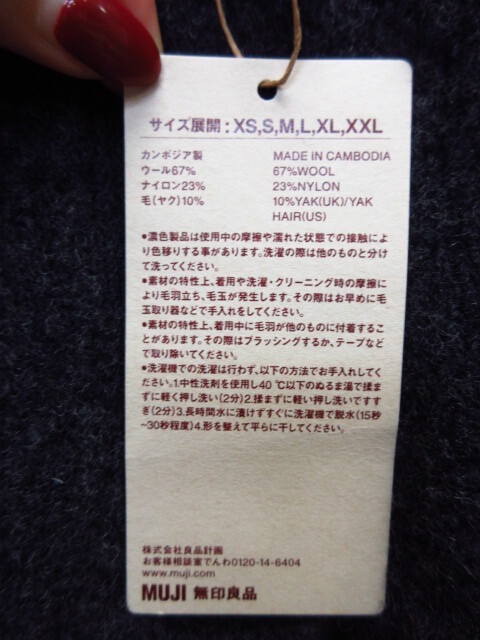 サイズ展開：XS,S,M,L,XL,XXL
カンボジア製 MADE IN CAMBODIA
ウール67% 67%WOOL
ナイロン23% 23%NYLON
毛(ヤク)10% 10%YAK(UK)/YAK
HAIR(US)
●濃色製品は使用中の摩擦や濡れた状態での接触によ
り色移りする事があります。洗濯の際は他のものと分け
て洗ってください。
●素材の特性上、着用や洗濯・クリーニング時の摩擦に
より毛羽立ち、毛玉が発生します。その際はお早めに毛
玉取り器などで手入れをしてください。
●素材の特性上、着用中に毛羽が他のものに付着するこ
とがあります。その際はブラッシングするか、テープなど
で取り除いてください。
●洗濯機での洗濯は行わず、以下の方法でお手入れしてく
ださい。1.中性洗剤を使用し40℃以下のぬるま湯で揉ま
ずに軽く押し洗い(2分)2.揉まずに軽い押し洗いですす
ぎ(2分)3.長時間水に漬けずすぐに洗濯機で脱水(15秒
~30秒程度)4.形を整えて平らに干してください。
株式会社良品計画
お客様相談室でんわ0120-14-6404
www.muji.com
MUJI 無印良品